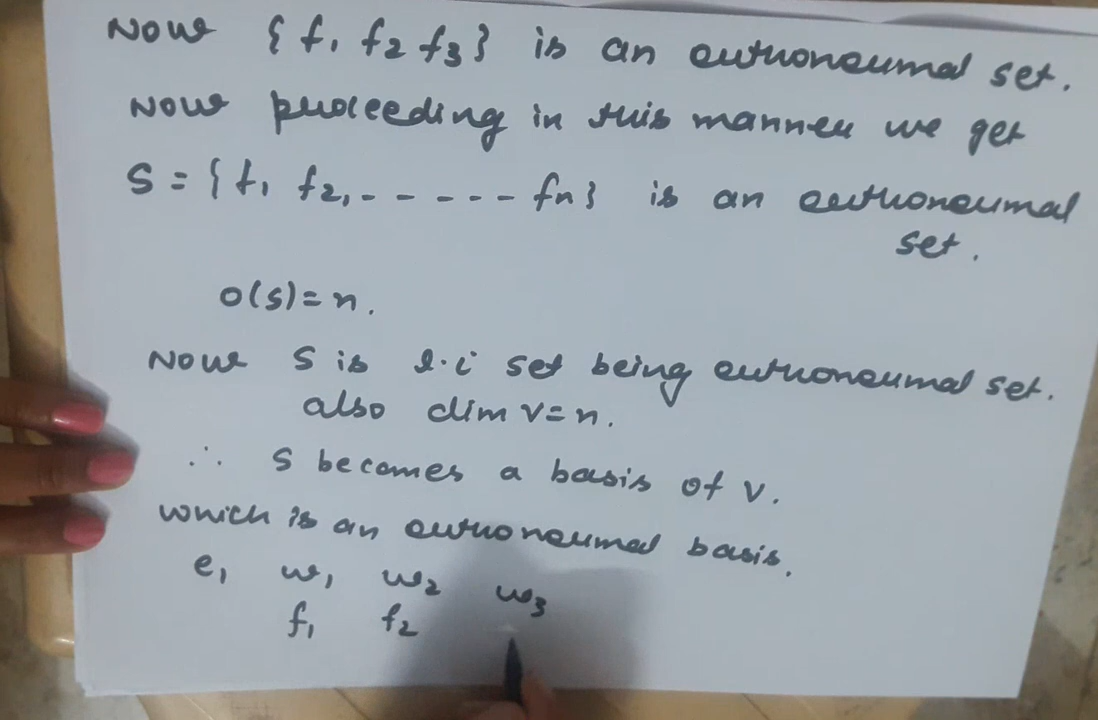 Now {f1 f2 f3} is an orthonormal set.
Now proceeding in this manner we get
S = {f1 f2, - - - - - - fn} is an orthonormal
set.
o(s) = n.
Now S is l.i set being orthonormal set.
also dim v = n.
∴ S becomes a basis of v.
which is an orthonormal basis.
e1 w1 w2 w3
f1 f2